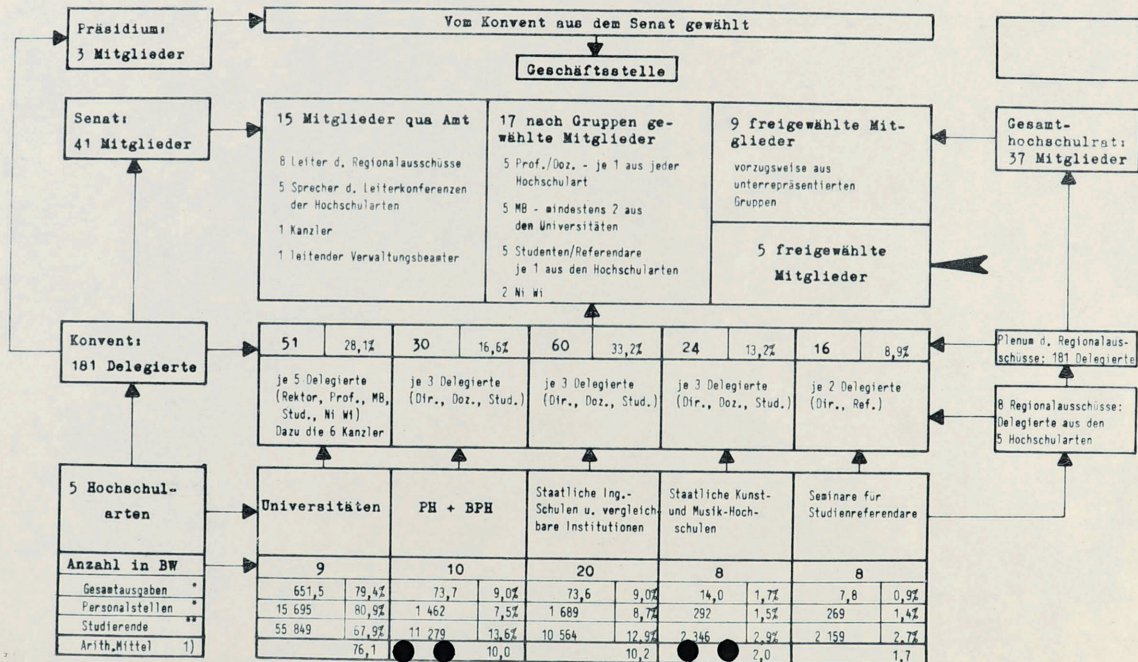 Präsidium:
3 Mitglieder
Vom Konvent aus dem Senat gewählt
Geschäftsstelle
Senat:
41 Mitglieder
15 Mitglieder qua Amt
8 Leiter d. Regionalausschüsse
5 Sprecher d. Leiterkonferenzen
der Hochschularten
1 Kanzler
1 leitender Verwaltungsbeamter
17 nach Gruppen ge-
wählte Mitglieder
5 Prof./Doz. - je 1 aus jeder
Hochschulart
5 MB - mindestens 2 aus
den Universitäten
5 Studenten/Referendare
je 1 aus den Hochschularten
2 Ni Wi
9 freigewählte Mit-
glieder
vorzugsweise aus
unterrepräsentierten
Gruppen
5 freigewählte
Mitglieder
Gesamt-
hochschulrat:
37 Mitglieder
Konvent:
181 Delegierte
51 28,1% 30 16,6% 60 33,2% 24 13,2% 16 8,9%
je 5 Delegierte
(Rektor, Prof., MB,
Stud., Ni Wi)
Dazu die 6 Kanzler
je 3 Delegierte
(Dir., Doz., Stud.)
je 3 Delegierte
(Dir., Doz., Stud.)
je 3 Delegierte
(Dir., Doz., Stud.)
je 2 Delegierte
(Dir., Ref.)
Plenum d. Regionalaus-
schüsse: 181 Delegierte
8 Regionalausschüsse:
Delegierte aus den
5 Hochschularten
5 Hochschul-
arten
Universitäten
PH + BPH
Staatliche Ing.-
Schulen u. vergleich-
bare Institutionen
Staatliche Kunst-
und Musik-Hoch-
schulen
Seminare für
Studienreferendare
Anzahl in BW 9 10 20 8 8
Gesamtausgaben * 651,5 79,4% 73,7 9,0% 73,6 9,0% 14,0 1,7% 7,8 0,9%
Personalstellen * 15 695 80,9% 1 462 7,5% 1 689 8,7% 292 1,5% 269 1,4%
Studierende ** 55 849 67,9% 11 279 13,6% 10 564 12,9% 2 346 2,9% 2 159 2,7%
Arith.Mittel 1) 76,1 10,0 10,2 2,0 1,7